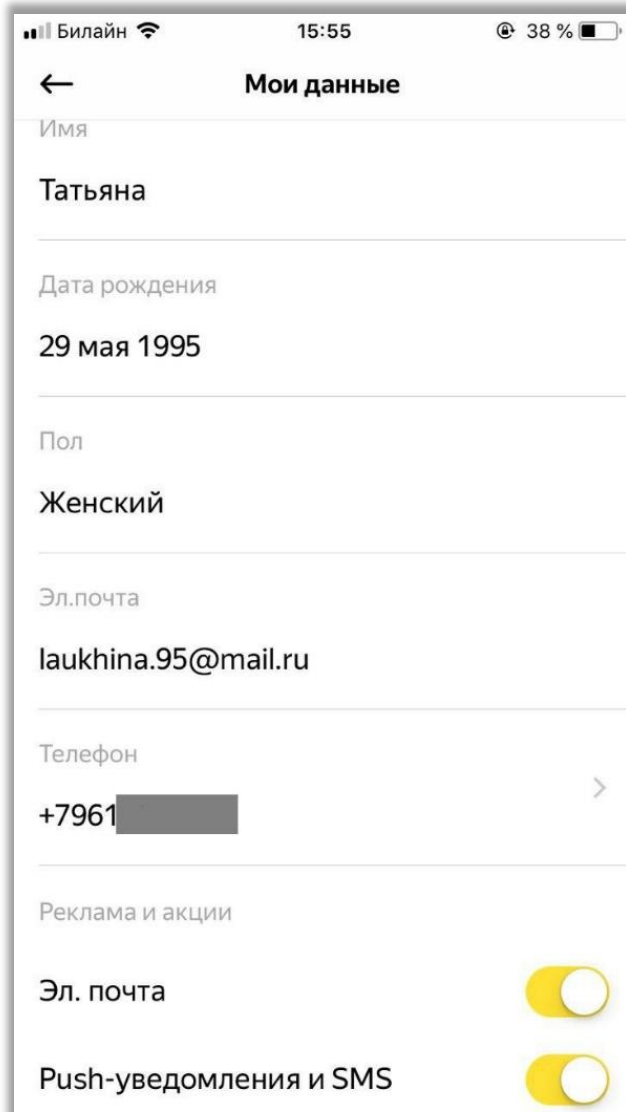 Билайн 15:55 38 %
Мои данные
Имя
Татьяна
Дата рождения
29 мая 1995
Пол
Женский
Эл.почта
laukhina.95@mail.ru
Телефон
+7961
Реклама и акции
Эл. почта
Push-уведомления и SMS